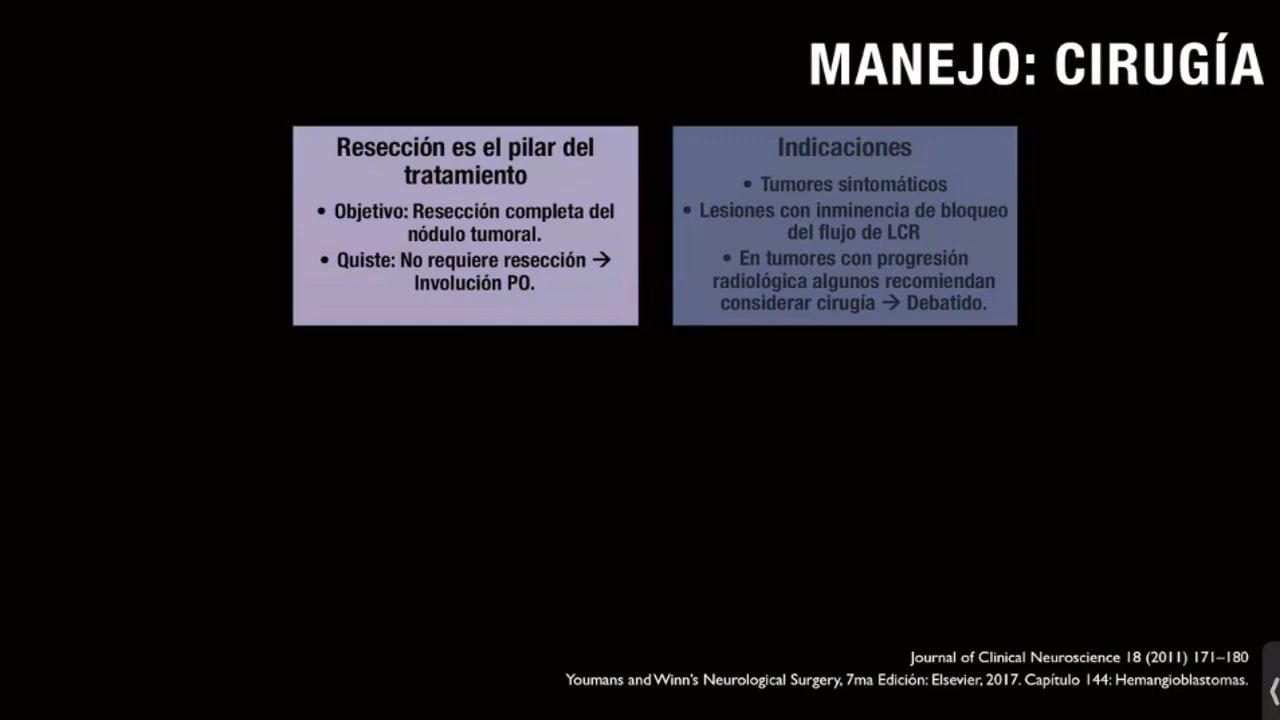 MANEJO: CIRUGÍA
Resección es el pilar del
tratamiento
• Objetivo: Resección completa del
nódulo tumoral.
• Quiste: No requiere resección →
Involución PO.
Indicaciones
• Tumores sintomáticos
• Lesiones con inminencia de bloqueo
del flujo de LCR
• En tumores con progresión
radiológica algunos recomiendan
considerar cirugía → Debatido.
Journal of Clinical Neuroscience 18 (2011) 171–180
Youmans and Winn's Neurological Surgery, 7ma Edición: Elsevier, 2017. Capítulo 144: Hemangioblastomas.